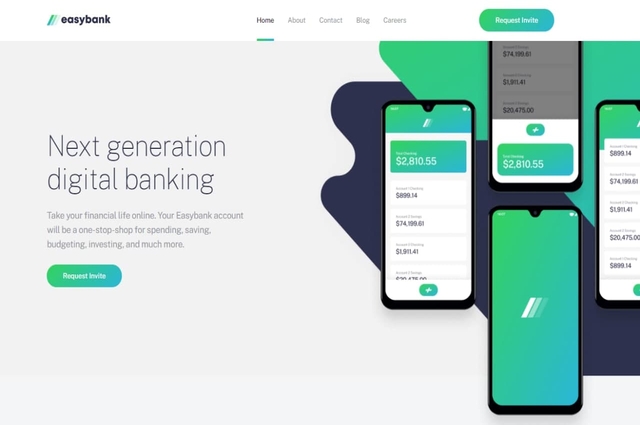 easybank
Home
About
Contact
Blog
Careers
Request Invite
Next generation
digital banking
Take your financial life online. Your Easybank account
will be a one-stop-shop for spending, saving,
budgeting, investing, and much more.
Request Invite
$2,810.55
$899.14
$74,199.61
$1,911.41
$20,475.00
$74,199.61
$1,911.41
$20,475.00
$2,810.55
$899.14
$74,199.61
$1,911.41
$20,475.00
$899.14